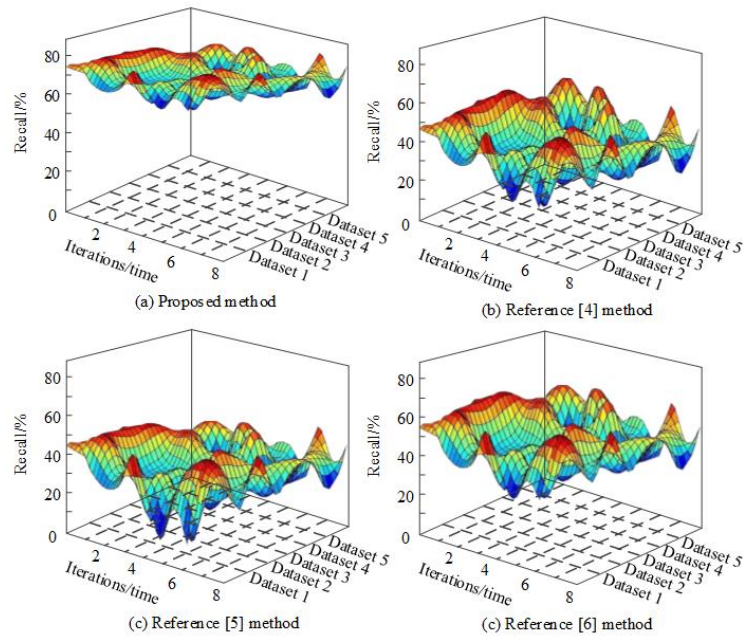 80
60
40
20
0
Recall/%
2
4
6
8
Iterations/time
Dataset 1
Dataset 2
Dataset 3
Dataset 4
Dataset 5
(a) Proposed method
80
60
40
20
0
Recall/%
2
4
6
8
Iterations/time
Dataset 1
Dataset 2
Dataset 3
Dataset 4
Dataset 5
(b) Reference [4] method
80
60
40
20
0
Recall/%
2
4
6
8
Iterations/time
Dataset 1
Dataset 2
Dataset 3
Dataset 4
Dataset 5
(c) Reference [5] method
80
60
40
20
0
Recall/%
2
4
6
8
Iterations/time
Dataset 1
Dataset 2
Dataset 3
Dataset 4
Dataset 5
(c) Reference [6] method